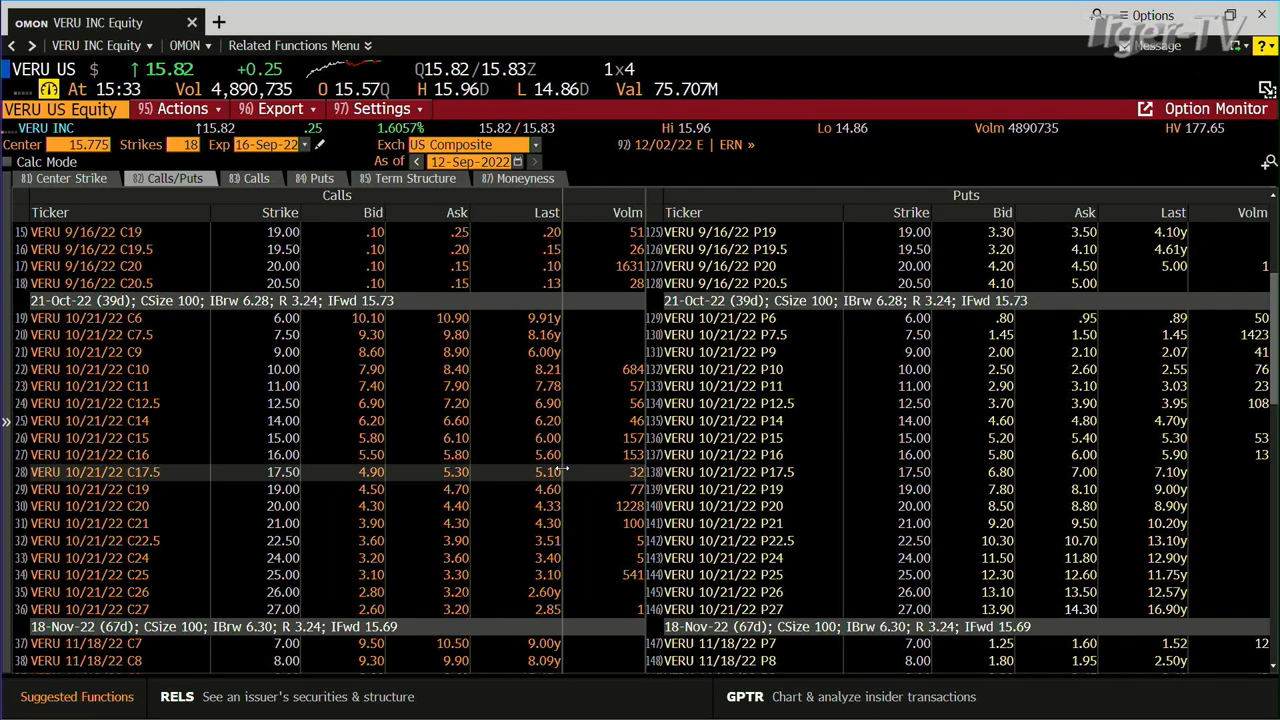 OMON VERU INC Equity × + Options
VERU INC Equity OMON Related Functions Menu Message ?
Tiger-TV
VERU US $ ↑ 15.82 +0.25 Q15.82/15.83Z 1x4
At 15:33 Vol 4,890,735 O 15.57Q H 15.96D L 14.86D Val 75.707M
VERU US Equity 95) Actions 96) Export 97) Settings Option Monitor
VERU INC ↑15.82 .25 1.6057% 15.82/15.83 Hi 15.96 Lo 14.86 Volm 4890735 HV 177.65
Center 15.775 Strikes 18 Exp 16-Sep-22 Exch US Composite 92) 12/02/22 E | ERN »
Calc Mode As of 12-Sep-2022
81) Center Strike 82) Calls/Puts 83) Calls 84) Puts 85) Term Structure 87) Moneyness
Calls Puts
Ticker Strike Bid Ask Last Volm Ticker Strike Bid Ask Last Volm
15) VERU 9/16/22 C19 19.00 .10 .25 .20 51 125) VERU 9/16/22 P19 19.00 3.30 3.50 4.10y
16) VERU 9/16/22 C19.5 19.50 .10 .20 .15 26 126) VERU 9/16/22 P19.5 19.50 3.20 4.10 4.61y
17) VERU 9/16/22 C20 20.00 .10 .15 .10 1631 127) VERU 9/16/22 P20 20.00 4.20 4.50 5.00 1
18) VERU 9/16/22 C20.5 20.50 .10 .15 .13 28 128) VERU 9/16/22 P20.5 20.50 4.10 5.00
21-Oct-22 (39d); CSize 100; IBrw 6.28; R 3.24; IFwd 15.73 21-Oct-22 (39d); CSize 100; IBrw 6.28; R 3.24; IFwd 15.73
19) VERU 10/21/22 C6 6.00 10.10 10.90 9.91y 129) VERU 10/21/22 P6 6.00 .80 .95 .89 50
20) VERU 10/21/22 C7.5 7.50 9.30 9.80 8.16y 130) VERU 10/21/22 P7.5 7.50 1.45 1.50 1.45 1423
21) VERU 10/21/22 C9 9.00 8.60 8.90 6.00y 131) VERU 10/21/22 P9 9.00 2.00 2.10 2.07 41
22) VERU 10/21/22 C10 10.00 7.90 8.40 8.21 684 132) VERU 10/21/22 P10 10.00 2.50 2.60 2.55 76
23) VERU 10/21/22 C11 11.00 7.40 7.90 7.78 57 133) VERU 10/21/22 P11 11.00 2.90 3.10 3.03 23
24) VERU 10/21/22 C12.5 12.50 6.90 7.20 6.90 56 134) VERU 10/21/22 P12.5 12.50 3.70 3.90 3.95 108
25) VERU 10/21/22 C14 14.00 6.20 6.60 6.20 46 135) VERU 10/21/22 P14 14.00 4.60 4.80 4.70y
26) VERU 10/21/22 C15 15.00 5.80 6.10 6.00 157 136) VERU 10/21/22 P15 15.00 5.20 5.40 5.30 53
27) VERU 10/21/22 C16 16.00 5.50 5.80 5.60 153 137) VERU 10/21/22 P16 16.00 5.80 6.10 5.90 13
28) VERU 10/21/22 C17.5 17.50 4.90 5.30 5.10 32 138) VERU 10/21/22 P17.5 17.50 6.80 7.00 7.10y
29) VERU 10/21/22 C19 19.00 4.50 4.70 4.60 77 139) VERU 10/21/22 P19 19.00 7.80 8.10 9.00y
30) VERU 10/21/22 C20 20.00 4.30 4.40 4.33 1228 140) VERU 10/21/22 P20 20.00 8.50 8.80 8.90y
31) VERU 10/21/22 C21 21.00 3.90 4.30 4.30 100 141) VERU 10/21/22 P21 21.00 9.20 9.50 10.20y
32) VERU 10/21/22 C22.5 22.50 3.60 3.90 3.51 5 142) VERU 10/21/22 P22.5 22.50 10.30 10.70 13.10y
33) VERU 10/21/22 C24 24.00 3.20 3.60 3.40 5 143) VERU 10/21/22 P24 24.00 11.50 11.80 12.90y
34) VERU 10/21/22 C25 25.00 3.10 3.30 3.10 541 144) VERU 10/21/22 P25 25.00 12.30 12.60 11.75y
35) VERU 10/21/22 C26 26.00 2.80 3.20 2.60y 145) VERU 10/21/22 P26 26.00 13.10 13.50 15.10y
36) VERU 10/21/22 C27 27.00 2.60 3.20 2.85 1 146) VERU 10/21/22 P27 27.00 13.90 14.30 16.90y
18-Nov-22 (67d); CSize 100; IBrw 6.30; R 3.24; IFwd 15.69 18-Nov-22 (67d); CSize 100; IBrw 6.30; R 3.24; IFwd 15.69
37) VERU 11/18/22 C7 7.00 9.50 10.50 9.00y 147) VERU 11/18/22 P7 7.00 1.25 1.60 1.52 12
38) VERU 11/18/22 C8 8.00 9.30 9.90 8.09y 148) VERU 11/18/22 P8 8.00 1.80 1.95 2.50y
Suggested Functions RELS See an issuer's securities & structure GPTR Chart & analyze insider transactions